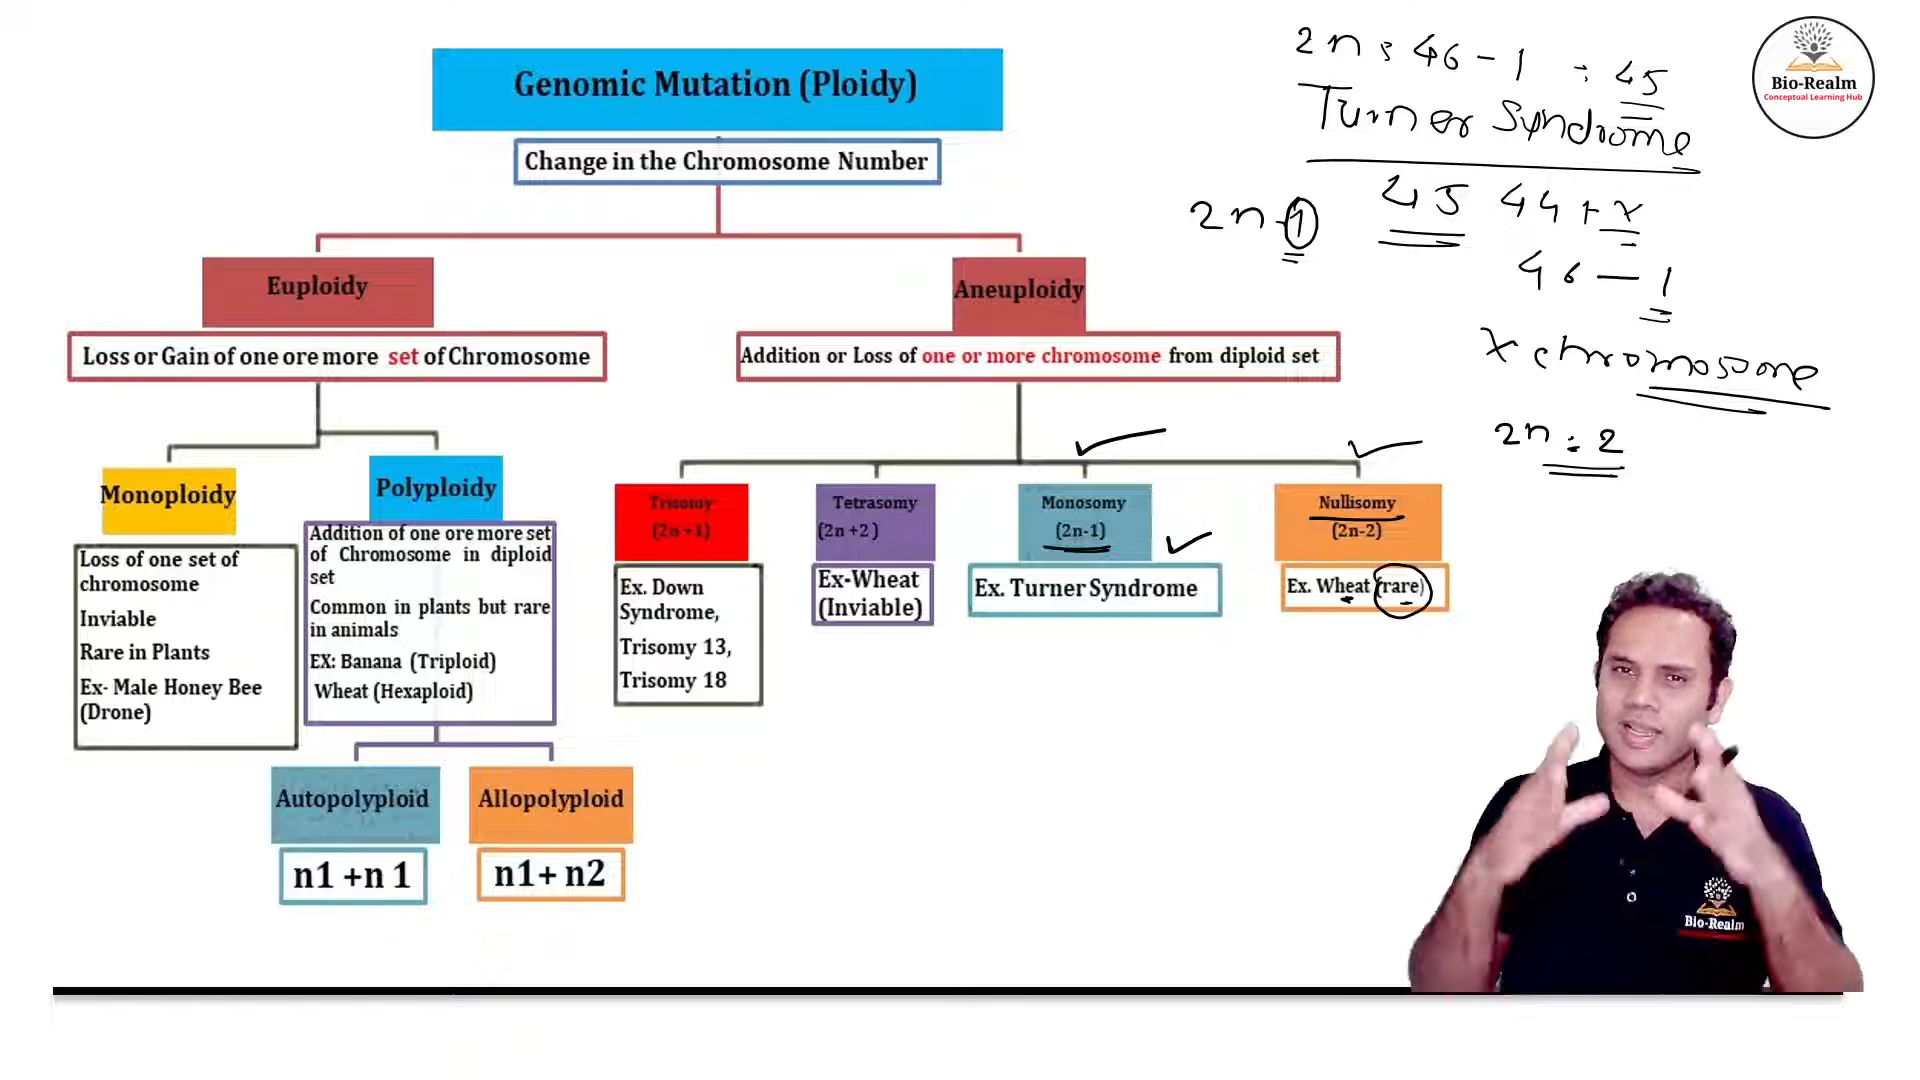 Genomic Mutation (Ploidy)
Change in the Chromosome Number
Euploidy
Loss or Gain of one ore more set of Chromosome
Monoploidy
Loss of one set of
chromosome
Inviable
Rare in Plants
Ex- Male Honey Bee
(Drone)
Polyploidy
Addition of one ore more set
of Chromosome in diploid
set
Common in plants but rare
in animals
EX: Banana (Triploid)
Wheat (Hexaploid)
Autopolyploid
n1 +n 1
Allopolyploid
n1+ n2
Aneuploidy
Addition or Loss of one or more chromosome from diploid set
Trisomy
(2n +1)
Ex. Down
Syndrome,
Trisomy 13,
Trisomy 18
Tetrasomy
(2n +2 )
Ex-Wheat
(Inviable)
Monosomy
(2n-1)
Ex. Turner Syndrome
Nullisomy
(2n-2)
Ex. Wheat (rare)
2n : 46 - 1 : 45
Turner Syndrome
2n-1 45 44 + x
46 — 1
X chromosome
2n : 2
Bio-Realm
Conceptual Learning Hub
Bio-Realm